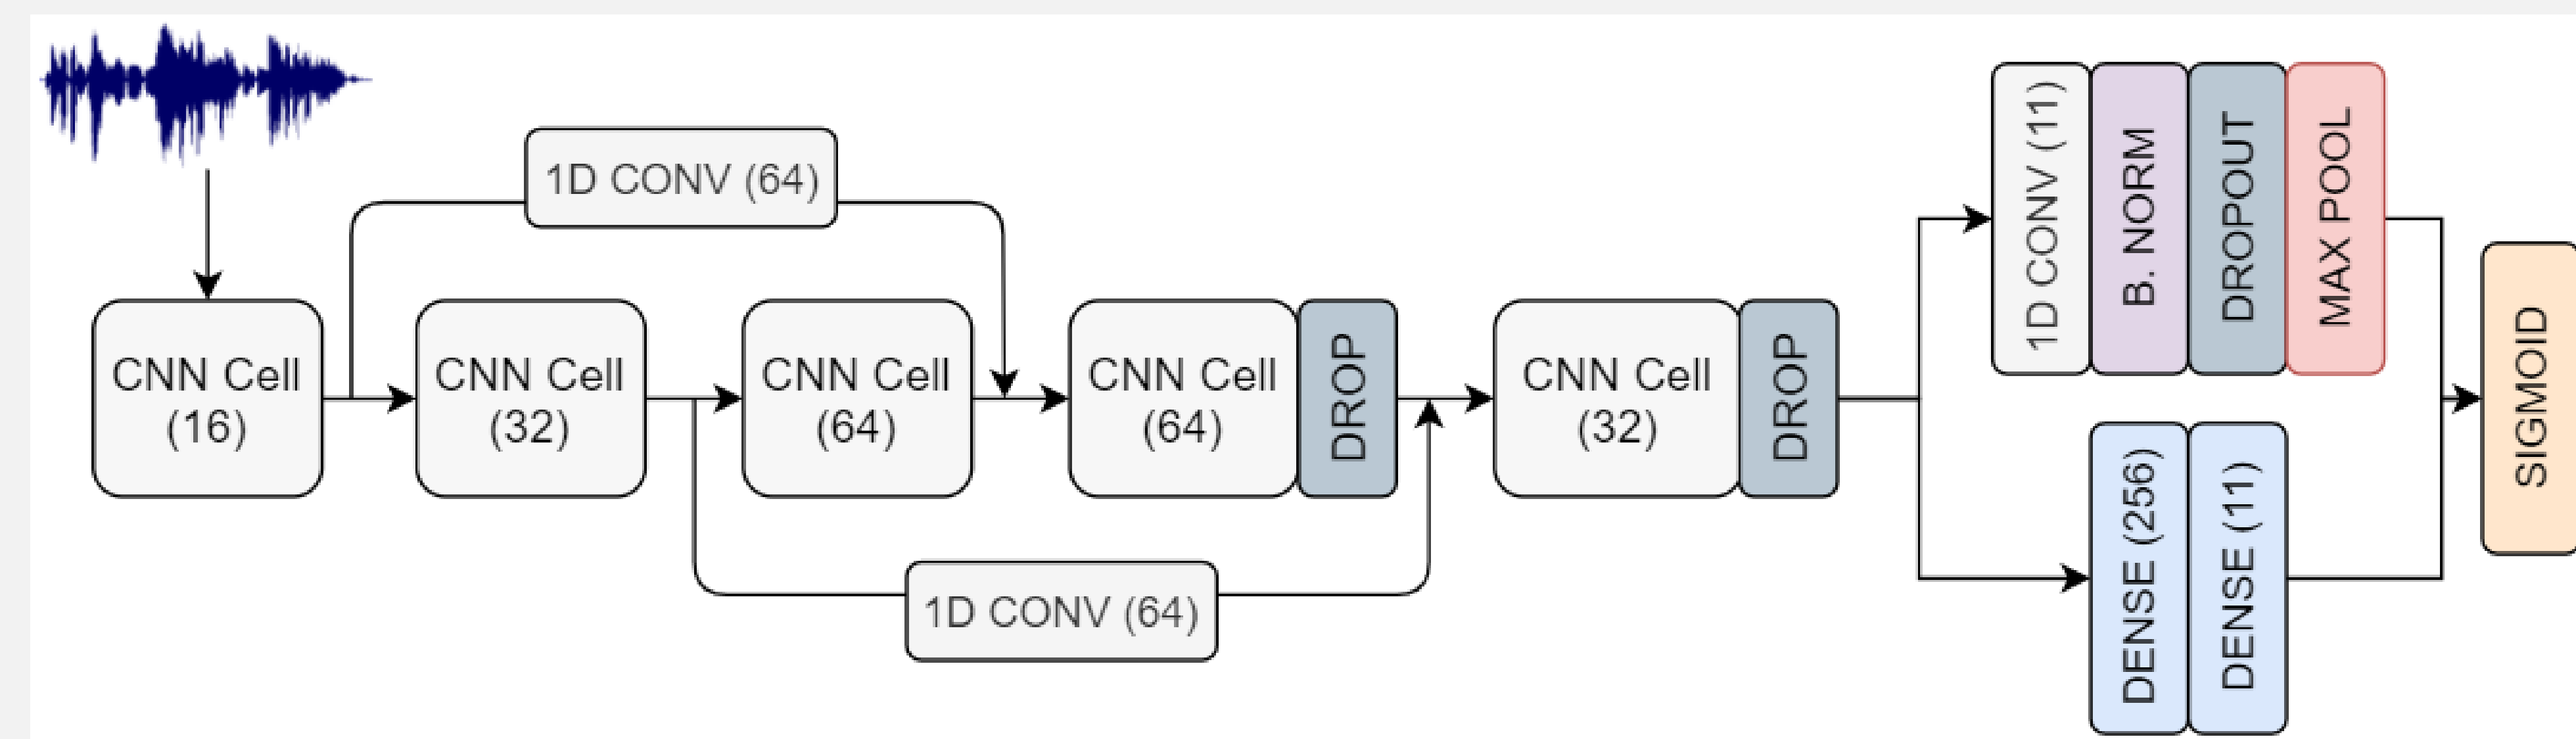 1D CONV (64)
CNN Cell
(16)
CNN Cell
(32)
CNN Cell
(64)
CNN Cell
(64)
DROP
1D CONV (64)
CNN Cell
(32)
DROP
1D CONV (11)
B. NORM
DROPOUT
MAX POOL
DENSE (256)
DENSE (11)
SIGMOID